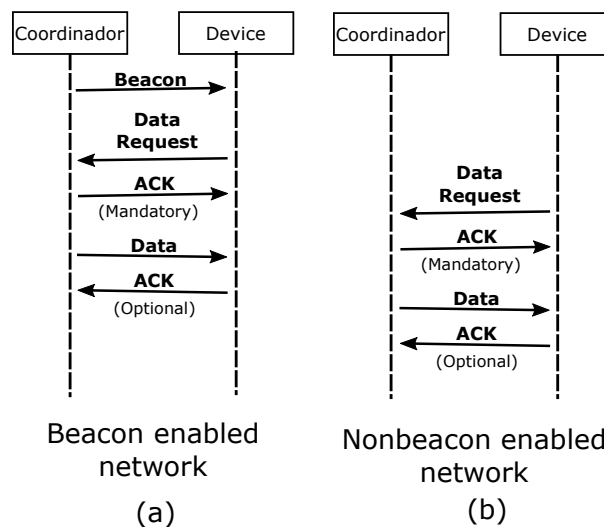 Coordinador
Device
Beacon
Data
Request
ACK
(Mandatory)
Data
ACK
(Optional)
Beacon enabled
network
(a)
Coordinador
Device
Data
Request
ACK
(Mandatory)
Data
ACK
(Optional)
Nonbeacon enabled
network
(b)